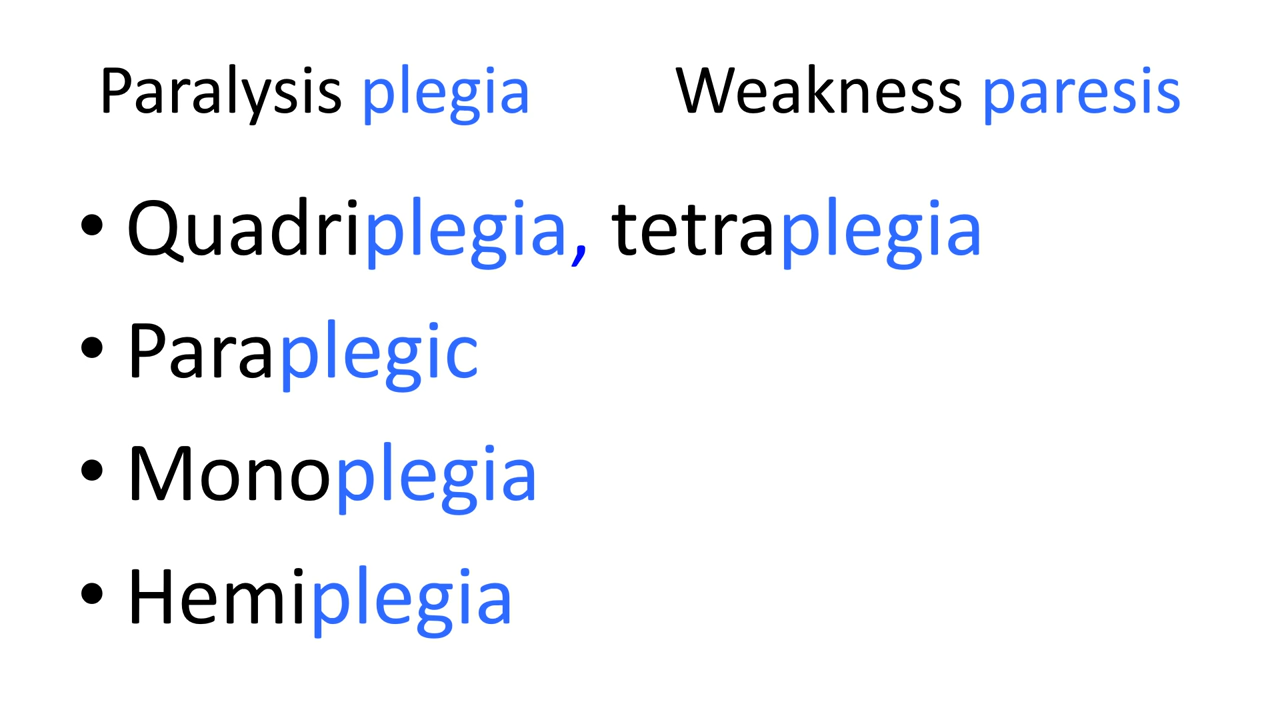 Paralysis plegia Weakness paresis
• Quadriplegia, tetraplegia
• Paraplegic
• Monoplegia
• Hemiplegia